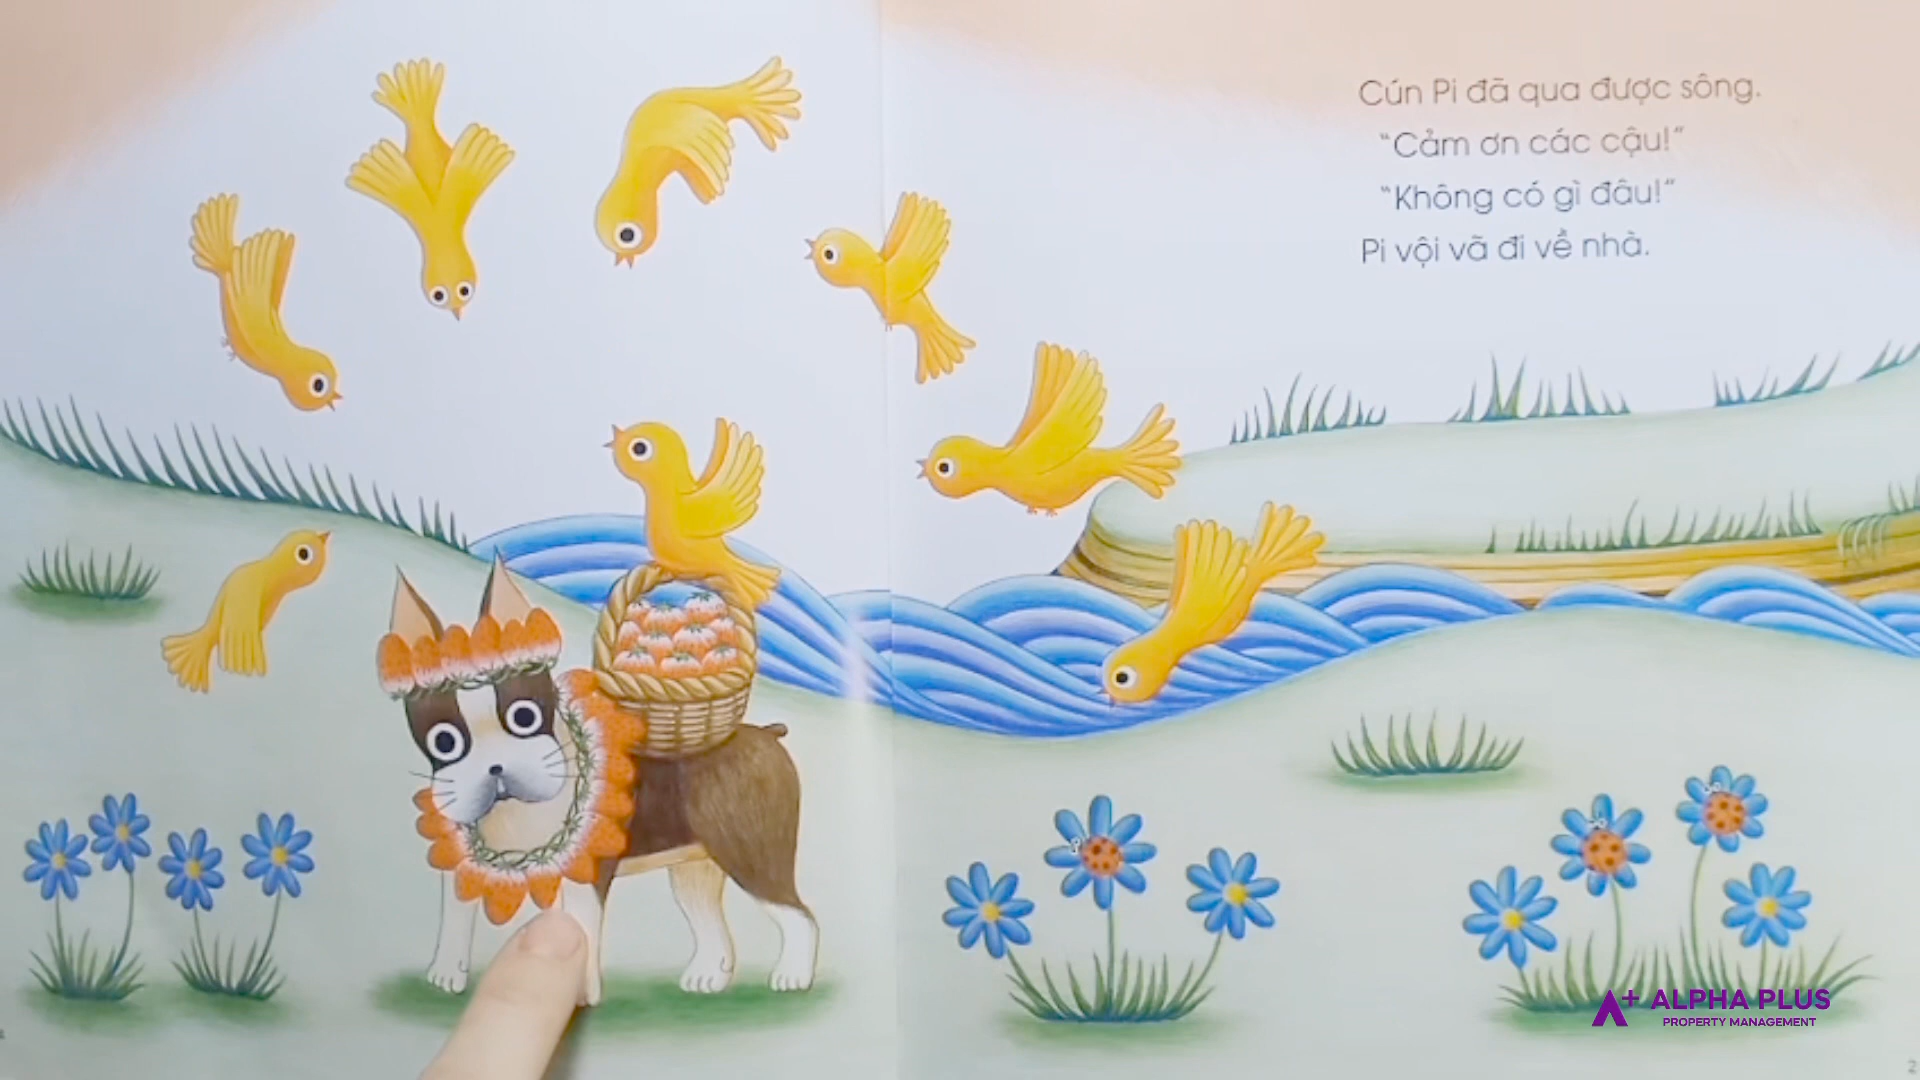 Cún Pi đã qua được sông.
“Cảm ơn các cậu!”
“Không có gì đâu!”
Pi vội vã đi về nhà.
A+ ALPHA PLUS
PROPERTY MANAGEMENT